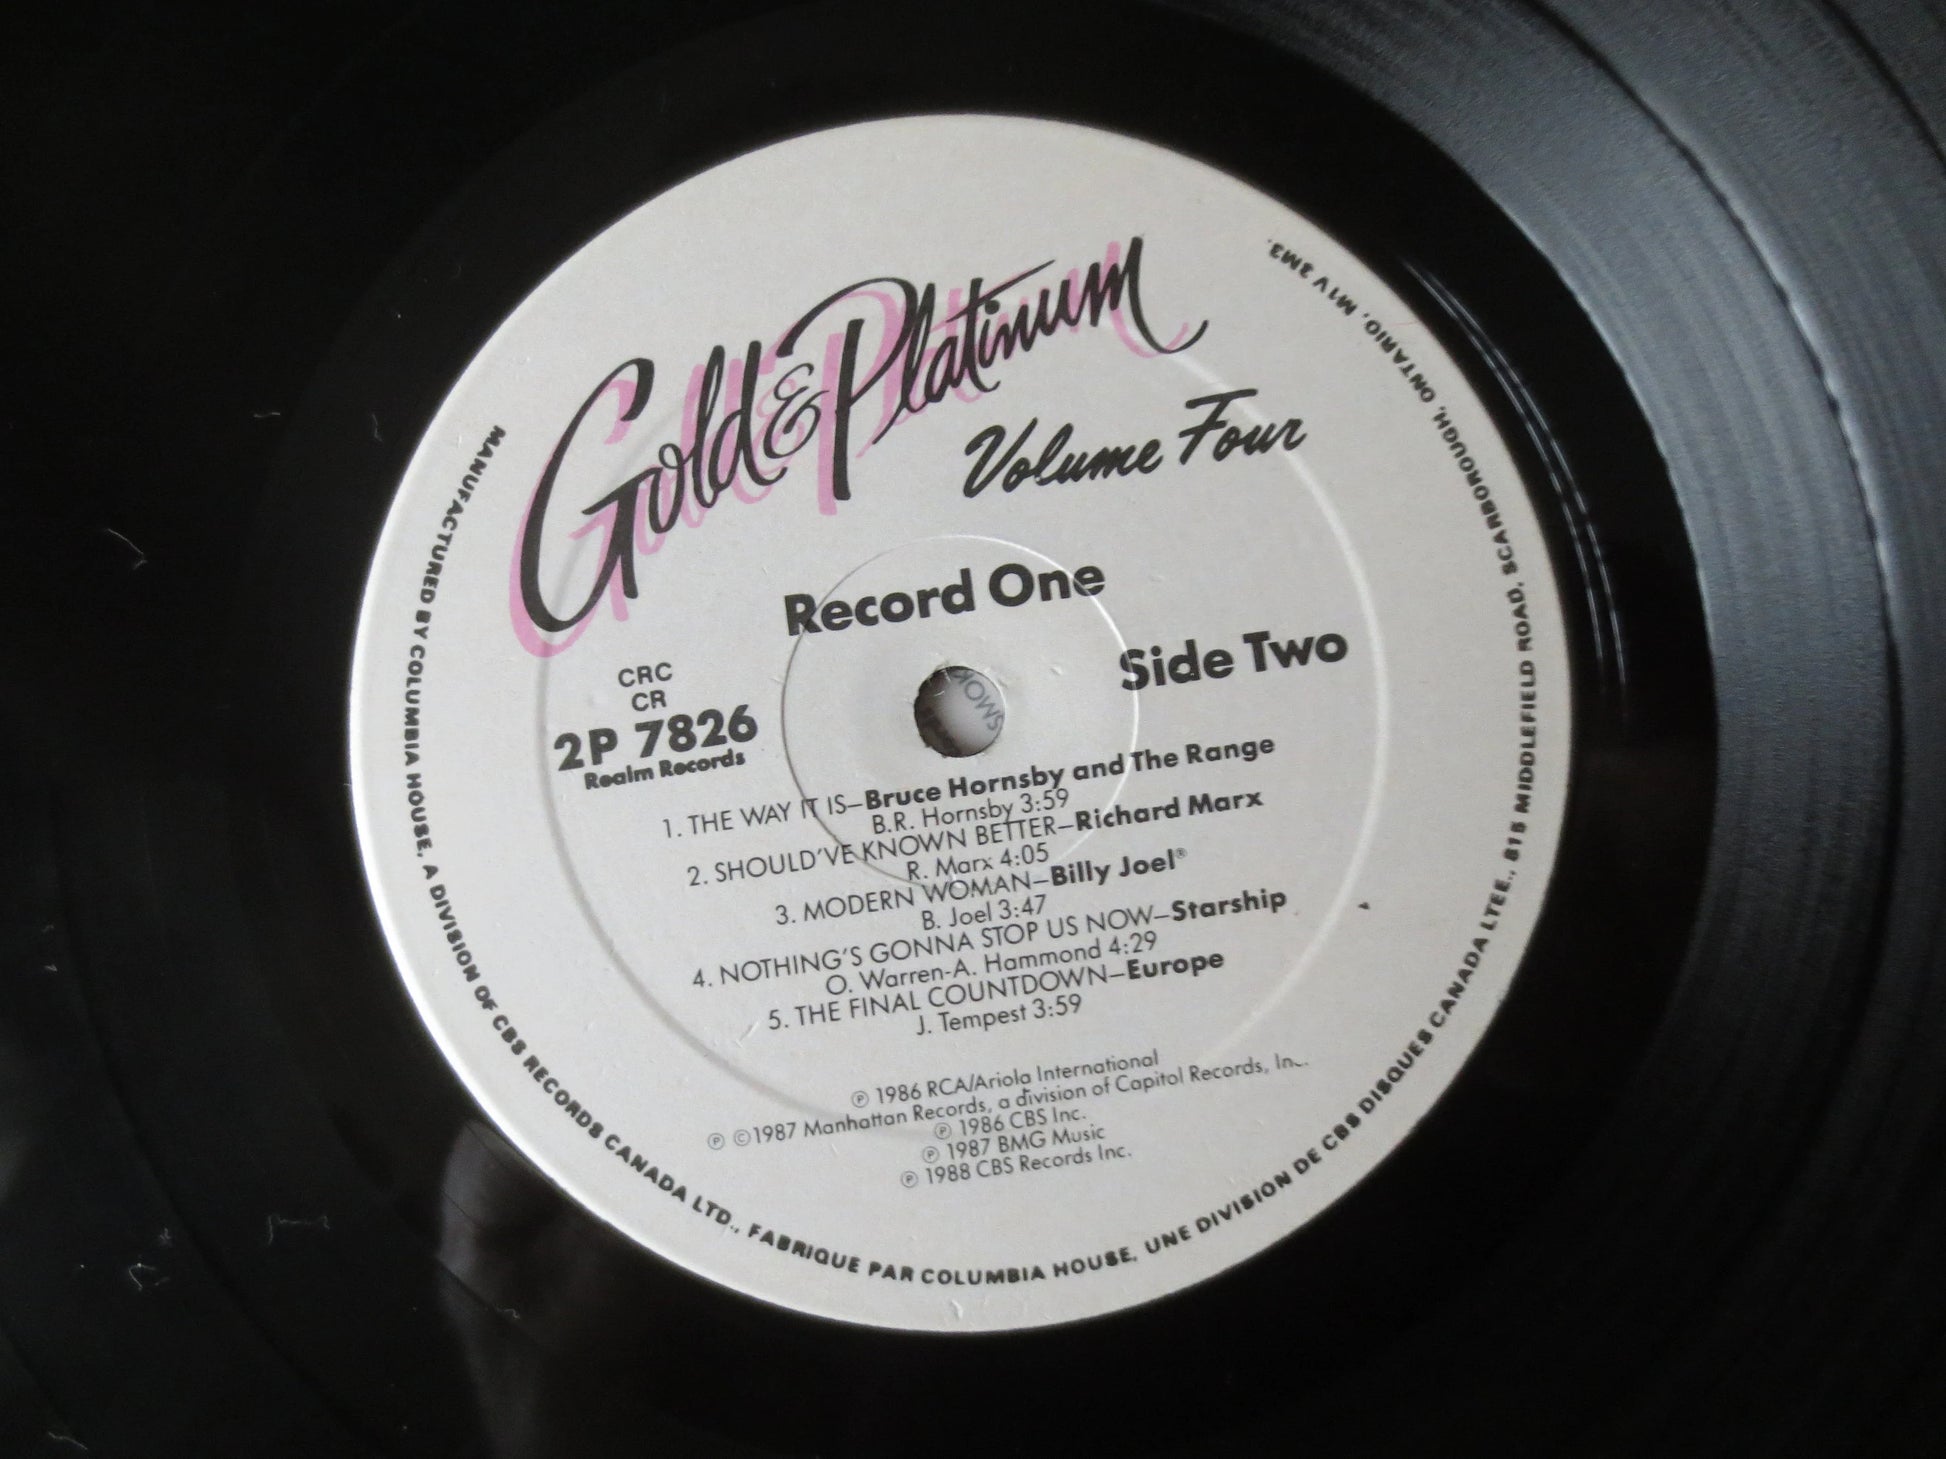 Gold & Platinum
Volume Four
Record One
Side Two
CRC
CR
2P 7826
Realm Records
1. THE WAY IT IS–Bruce Hornsby and The Range
B.R. Hornsby 3:59
2. SHOULD'VE KNOWN BETTER–Richard Marx
R. Marx 4:05
3. MODERN WOMAN–Billy Joel®
B. Joel 3:47
4. NOTHING'S GONNA STOP US NOW–Starship
O. Warren-A. Hammond 4:29
5. THE FINAL COUNTDOWN–Europe
J. Tempest 3:59
℗ 1986 RCA/Ariola International
℗ ©1987 Manhattan Records, a division of Capitol Records, Inc.
℗ 1986 CBS Inc.
℗ 1987 BMG Music
℗ 1988 CBS Records Inc.
MANUFACTURED BY COLUMBIA HOUSE, A DIVISION OF CBS RECORDS CANADA LTD., FABRIQUE PAR COLUMBIA HOUSE, UNE DIVISION DE CBS DISQUES CANADA LTEE., 815 MIDDLEFIELD ROAD, SCARBOROUGH, ONTARIO, M1V 3M3.